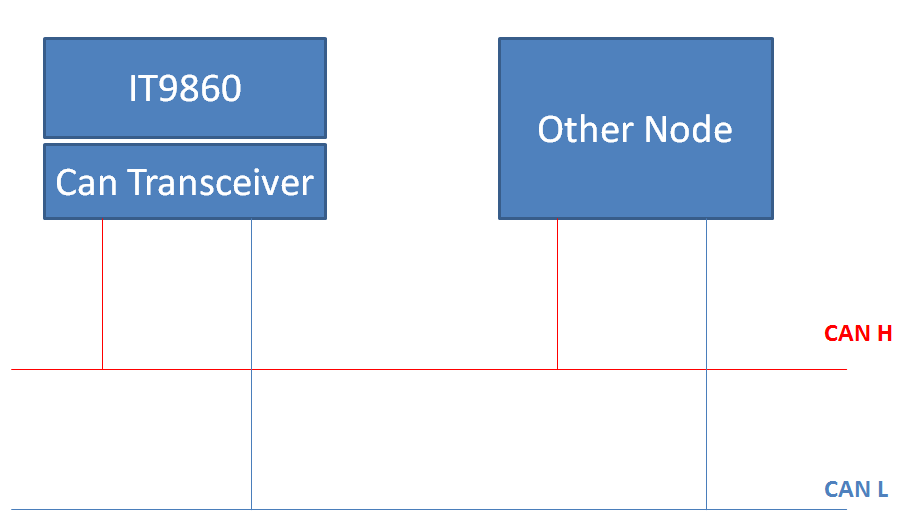 IT9860
Can Transceiver
Other Node
CAN H
CAN L